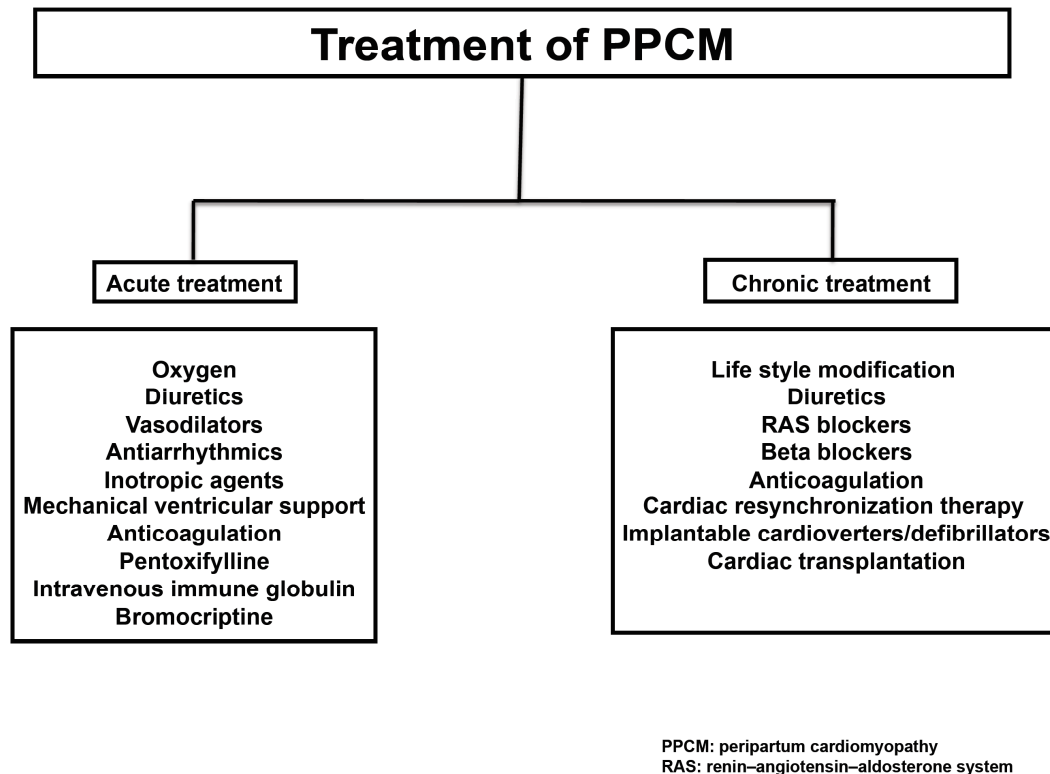 Treatment of PPCM
Acute treatment
Oxygen
Diuretics
Vasodilators
Antiarrhythmics
Inotropic agents
Mechanical ventricular support
Anticoagulation
Pentoxifylline
Intravenous immune globulin
Bromocriptine
Chronic treatment
Life style modification
Diuretics
RAS blockers
Beta blockers
Anticoagulation
Cardiac resynchronization therapy
Implantable cardioverters/defibrillators
Cardiac transplantation
PPCM: peripartum cardiomyopathy
RAS: renin–angiotensin–aldosterone system